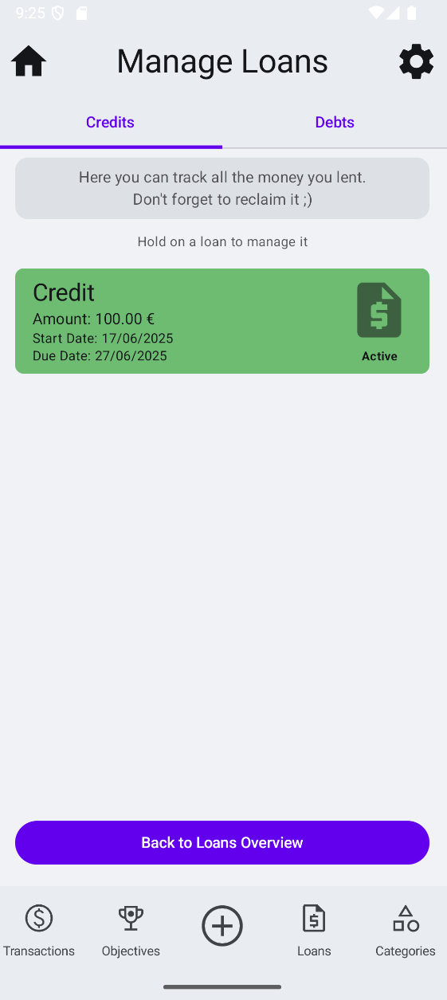 9:25
Manage Loans
Credits
Debts
Here you can track all the money you lent.
Don't forget to reclaim it ;)
Hold on a loan to manage it
Credit
Amount: 100.00 €
Start Date: 17/06/2025
Due Date: 27/06/2025
Active
Back to Loans Overview
Transactions
Objectives
Loans
Categories